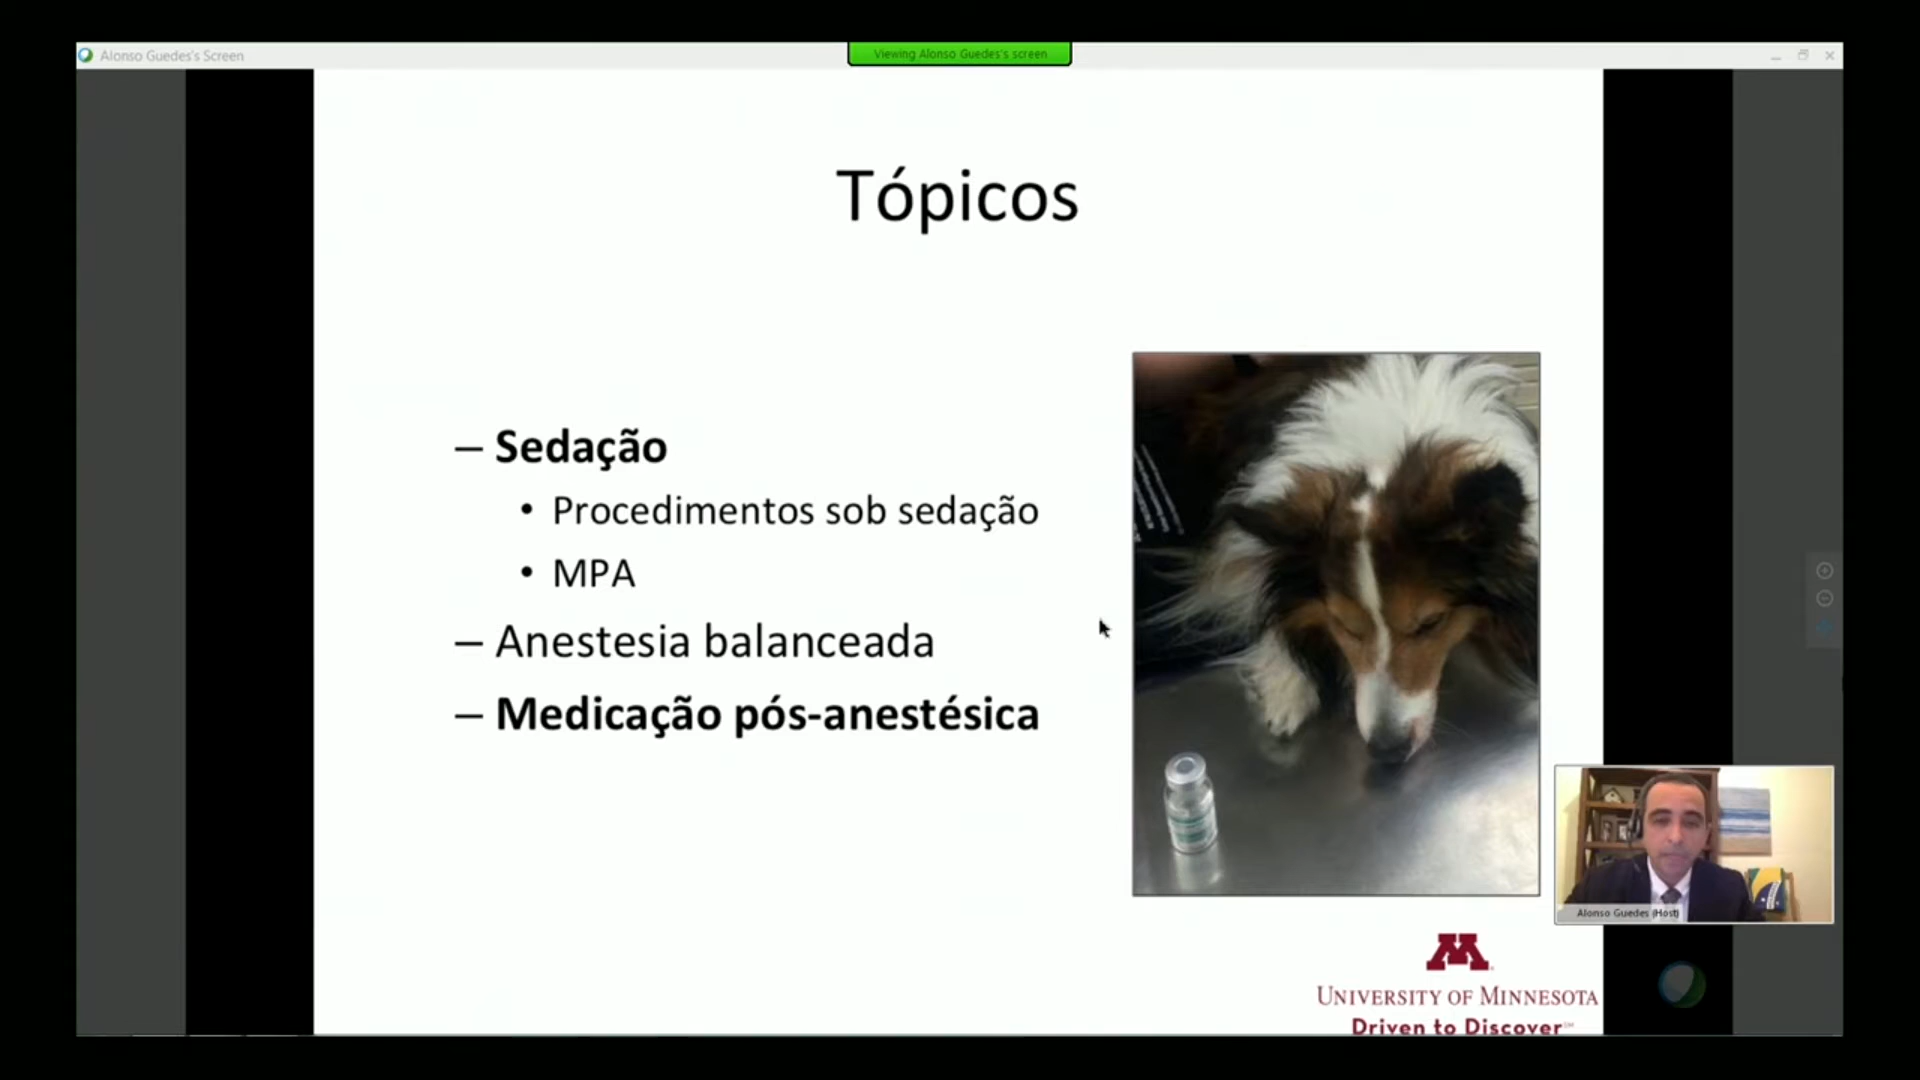 Alonso Guedes's Screen
Viewing Alonso Guedes's screen
Tópicos
– Sedação
• Procedimentos sob sedação
• MPA
– Anestesia balanceada
– Medicação pós-anestésica
Alonso Guedes (Host)
M
UNIVERSITY OF MINNESOTA
Driven to Discover℠